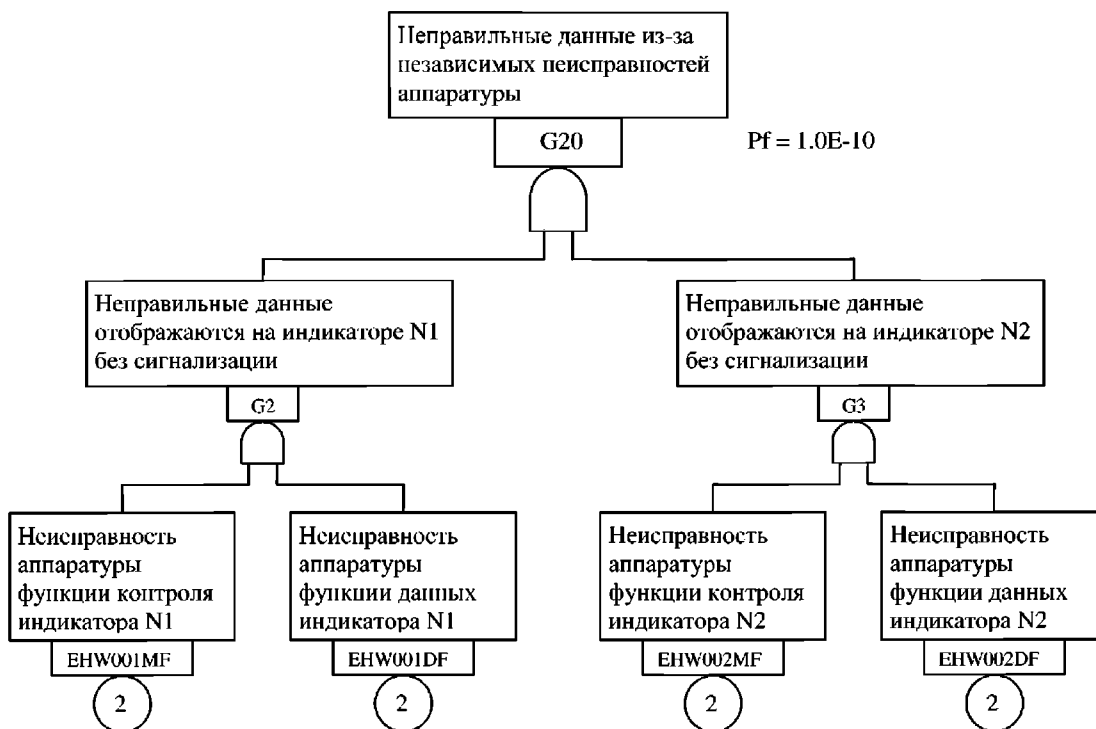 Неправильные данные из-за
независимых неисправностей
аппаратуры
G20
Pf = 1.0E-10
Неправильные данные
отображаются на индикаторе N1
без сигнализации
G2
Неправильные данные
отображаются на индикаторе N2
без сигнализации
G3
Неисправность
аппаратуры
функции контроля
индикатора N1
EHW001MF
2
Неисправность
аппаратуры
функции данных
индикатора N1
EHW001DF
2
Неисправность
аппаратуры
функции контроля
индикатора N2
EHW002MF
2
Неисправность
аппаратуры
функции данных
индикатора N2
EHW002DF
2